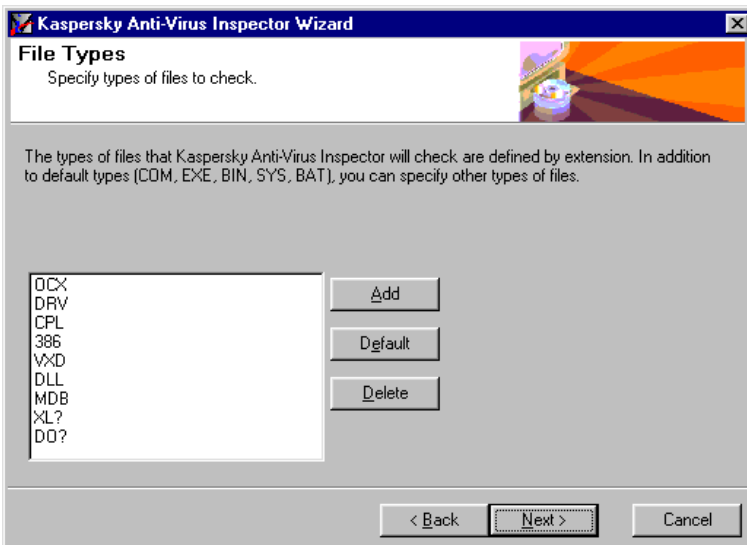 Kaspersky Anti-Virus Inspector Wizard
File Types
Specify types of files to check.
The types of files that Kaspersky Anti-Virus Inspector will check are defined by extension. In addition
to default types (COM, EXE, BIN, SYS, BAT), you can specify other types of files.
OCX
DRV
CPL
386
VXD
DLL
MDB
XL?
DO?
Add
Default
Delete
< Back
Next >
Cancel